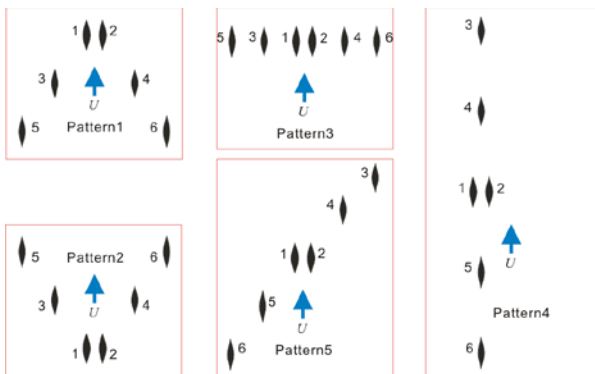 1 2
3 4
U
5 Pattern1 6
5 3 1 2 4 6
U
Pattern3
3
4
1 2
U
5
Pattern4
6
5 Pattern2 6
3 4
U
1 2
3
4
1 2
5
U
6 Pattern5